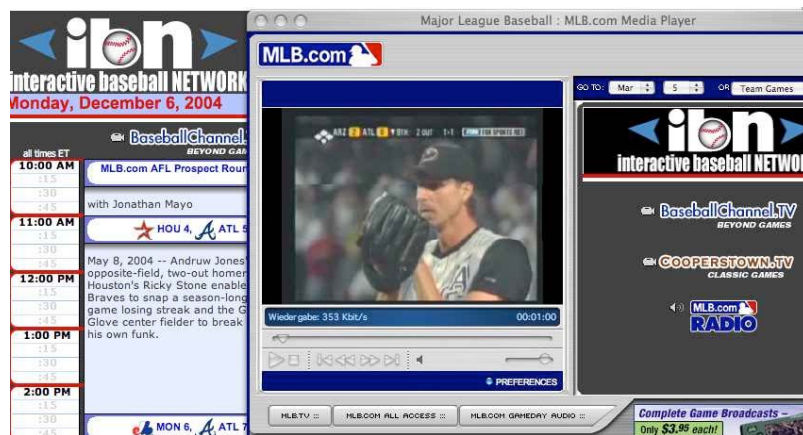 ibn
interactive baseball NETWORK
Monday, December 6, 2004
BaseballChannel.
BEYOND GAM
all times ET
10:00 AM
:15
:30
:45
11:00 AM
:15
:30
:45
12:00 PM
:15
:30
:45
1:00 PM
:15
:30
:45
2:00 PM
:15
:30
:45
MLB.com AFL Prospect Roun
with Jonathan Mayo
HOU 4, ATL 5
May 8, 2004 -- Andruw Jones'
opposite-field, two-out homer
Houston's Ricky Stone enable
Braves to snap a season-long
game losing streak and the G
Glove center fielder to break
his own funk.
MON 6, ATL 7
Major League Baseball : MLB.com Media Player
MLB.com
ARZ 2 ATL 0 8TH 2 OUT 1-1 FOX SPORTS NET
Wiedergabe: 353 Kbit/s
00:01:00
PREFERENCES
MLB.TV :::
MLB.COM ALL ACCESS :::
MLB.COM GAMEDAY AUDIO :::
GO TO: Mar 5 OR Team Games
ibn
interactive baseball NETWO
BaseballChannel.TV
BEYOND GAMES
COOPERSTOWN.TV
CLASSIC GAMES
MLB.com
RADIO
Complete Game Broadcasts –
Only $3.95 each!